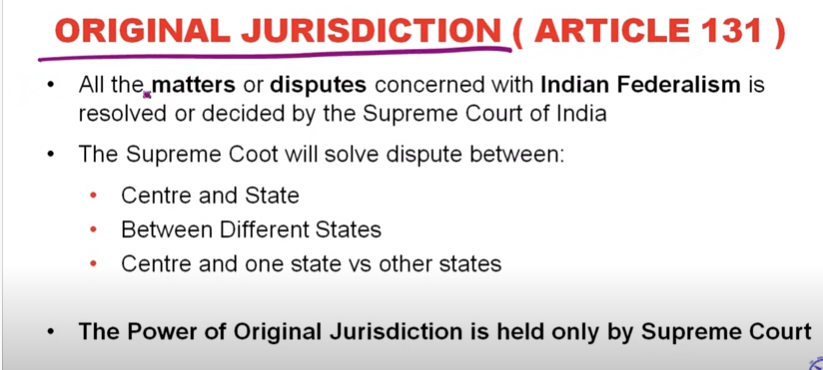 ORIGINAL JURISDICTION ( ARTICLE 131 )
• All the matters or disputes concerned with Indian Federalism is
resolved or decided by the Supreme Court of India
• The Supreme Coot will solve dispute between:
• Centre and State
• Between Different States
• Centre and one state vs other states
• The Power of Original Jurisdiction is held only by Supreme Court